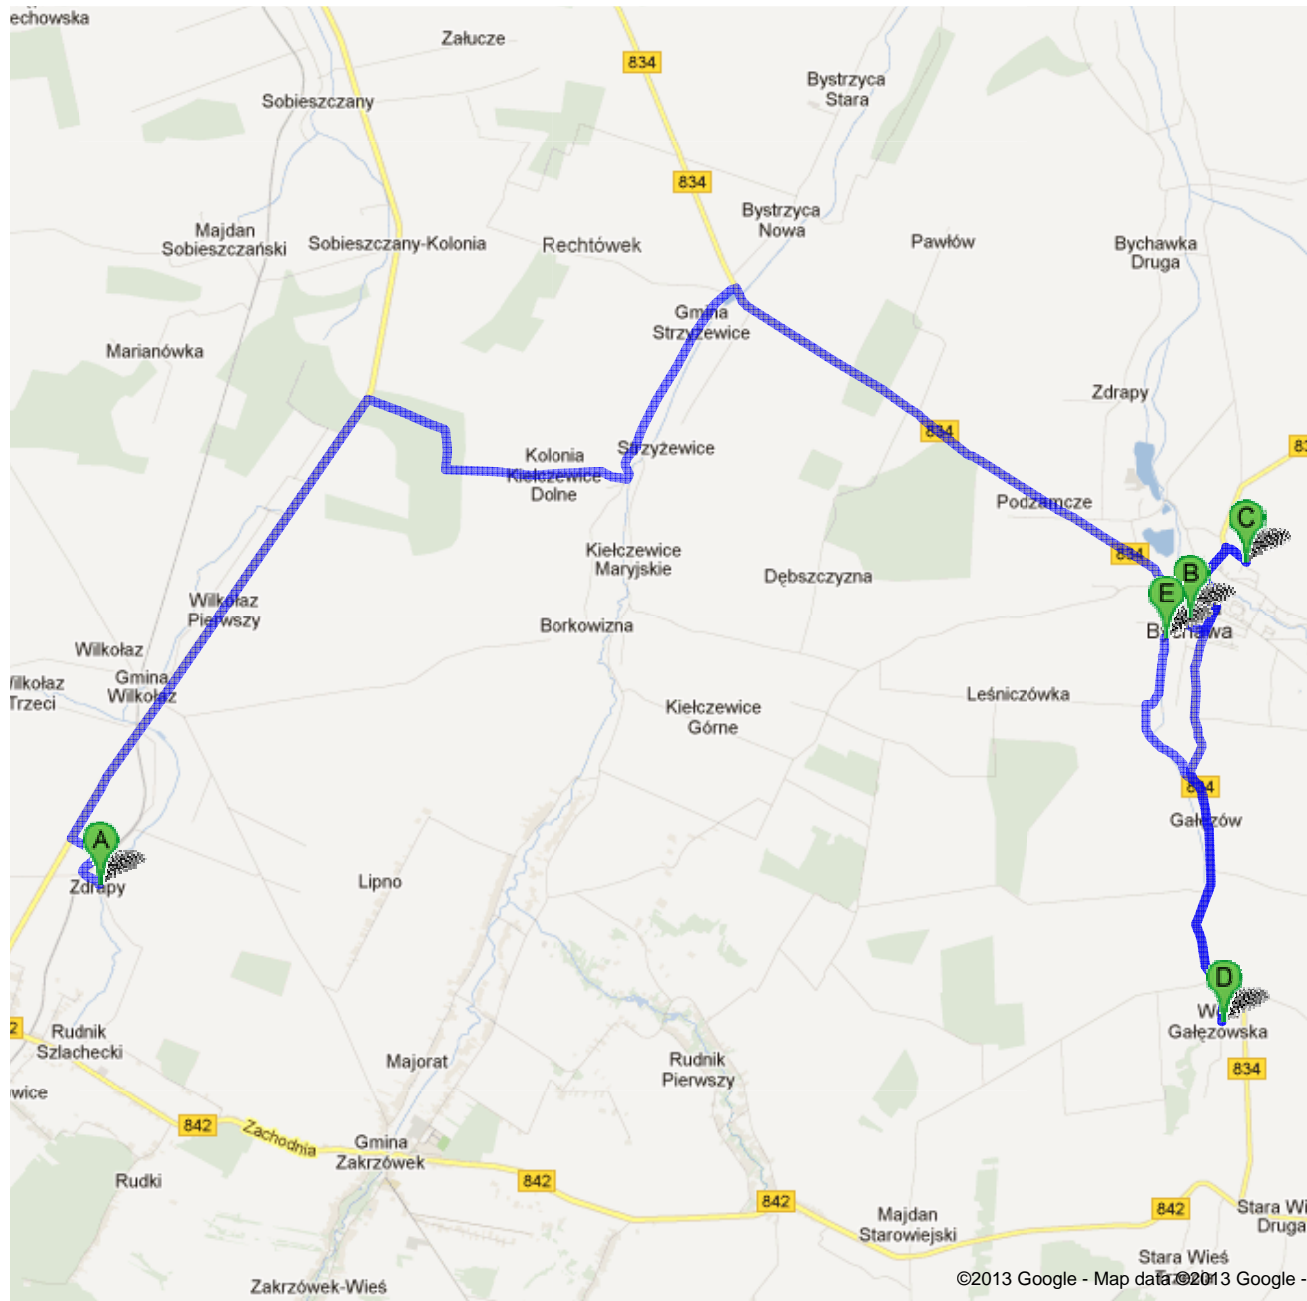 echowska
Załucze
834
Bystrzyca
Stara
Sobieszczany
834
Bystrzyca
Nowa
Majdan
Sobieszczański
Sobieszczany-Kolonia
Rechtówek
Pawłów
Bychawka
Druga
Gmina
Strzyżewice
Marianówka
Zdrapy
834
83
Strzyżewice
Kolonia
Kiełczewice
Dolne
Podzamcze
C
834
Kiełczewice
Maryjskie
Dębszczyzna
B
E
Wilkołaz
Pierwszy
Borkowizna
Bychawa
Wilkołaz
Gmina
Wilkołaz
Wilkołaz
Trzeci
Leśniczówka
Kiełczewice
Górne
834
Gałęzów
A
Zdrapy
Lipno
D
Gałęzowska
2
Rudnik
Szlachecki
Majorat
Rudnik
Pierwszy
834
owice
842
Zachodnia
Gmina
Zakrzówek
842
Rudki
842
842
Stara Wi
Druga
Majdan
Starowiejski
Stara Wieś
Zakrzówek-Wieś
©2013 Google - Map data ©2013 Google -